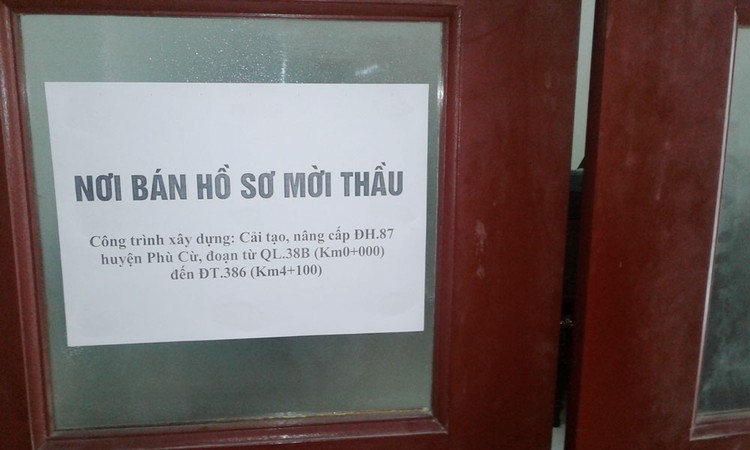 NƠI BÁN HỒ SƠ MỜI THẦU
Công trình xây dựng: Cải tạo, nâng cấp ĐH.87
huyện Phù Cừ, đoạn từ QL.38B (Km0+000)
đến ĐT.386 (Km4+100)